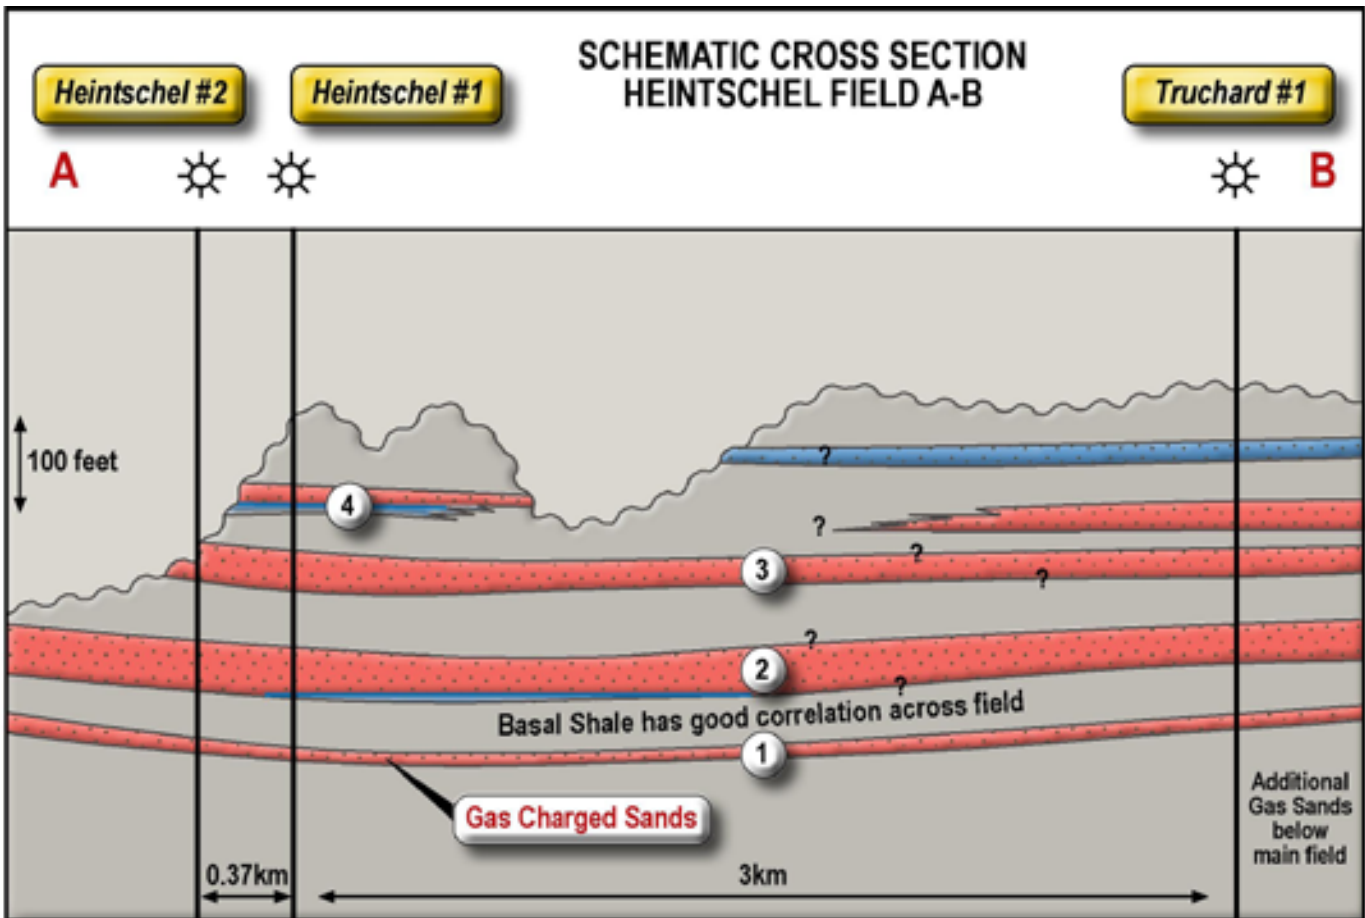 SCHEMATIC CROSS SECTION
HEINTSCHEL FIELD A-B
Heintschel #2
Heintschel #1
Truchard #1
A
B
100 feet
?
4
?
?
3
?
?
2
?
Basal Shale has good correlation across field
1
Gas Charged Sands
Additional
Gas Sands
below
main field
0.37km
3km